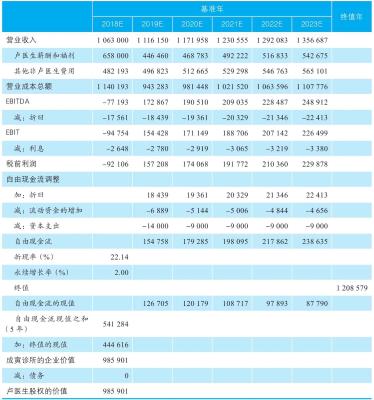 基准年 终值年
2018E 2019E 2020E 2021E 2022E 2023E
营业收入 1 063 000 1 116 150 1 171 958 1 230 555 1 292 083 1 356 687
卢医生薪酬和福利 658 000 446 460 468 783 492 222 516 833 542 675
其他非卢医生费用 482 193 496 823 512 665 529 298 546 763 565 101
营业成本总额 1 140 193 943 283 981 448 1 021 520 1 063 596 1 107 776
EBITDA -77 193 172 867 190 510 209 035 228 487 248 912
减：折旧 -17 561 -18 439 -19 361 -20 329 -21 346 -22 413
EBIT -94 754 154 428 171 149 188 706 207 142 226 499
减：利息 -2 648 -2 780 -2 919 -3 065 -3 219 -3 380
税前利润 -92 106 157 208 174 068 191 772 210 360 229 878
自由现金流调整
加：折旧 18 439 19 361 20 329 21 346 22 413
减：流动资金的增加 -6 889 -5 144 -5 006 -4 844 -4 656
减：资本支出 -14 000 -9 000 -9 000 -9 000 -9 000
自由现金流 154 758 179 285 198 095 217 862 238 635
折现率（%） 22.14
永续增长率（%） 2.00
终值 1 208 579
自由现金流的现值 126 705 120 179 108 717 97 893 87 790
自由现金流现值之和
（5 年） 541 284
加：终值的现值 444 616
成寅诊所的企业价值 985 901
减：债务 0
卢医生股权的价值 985 901